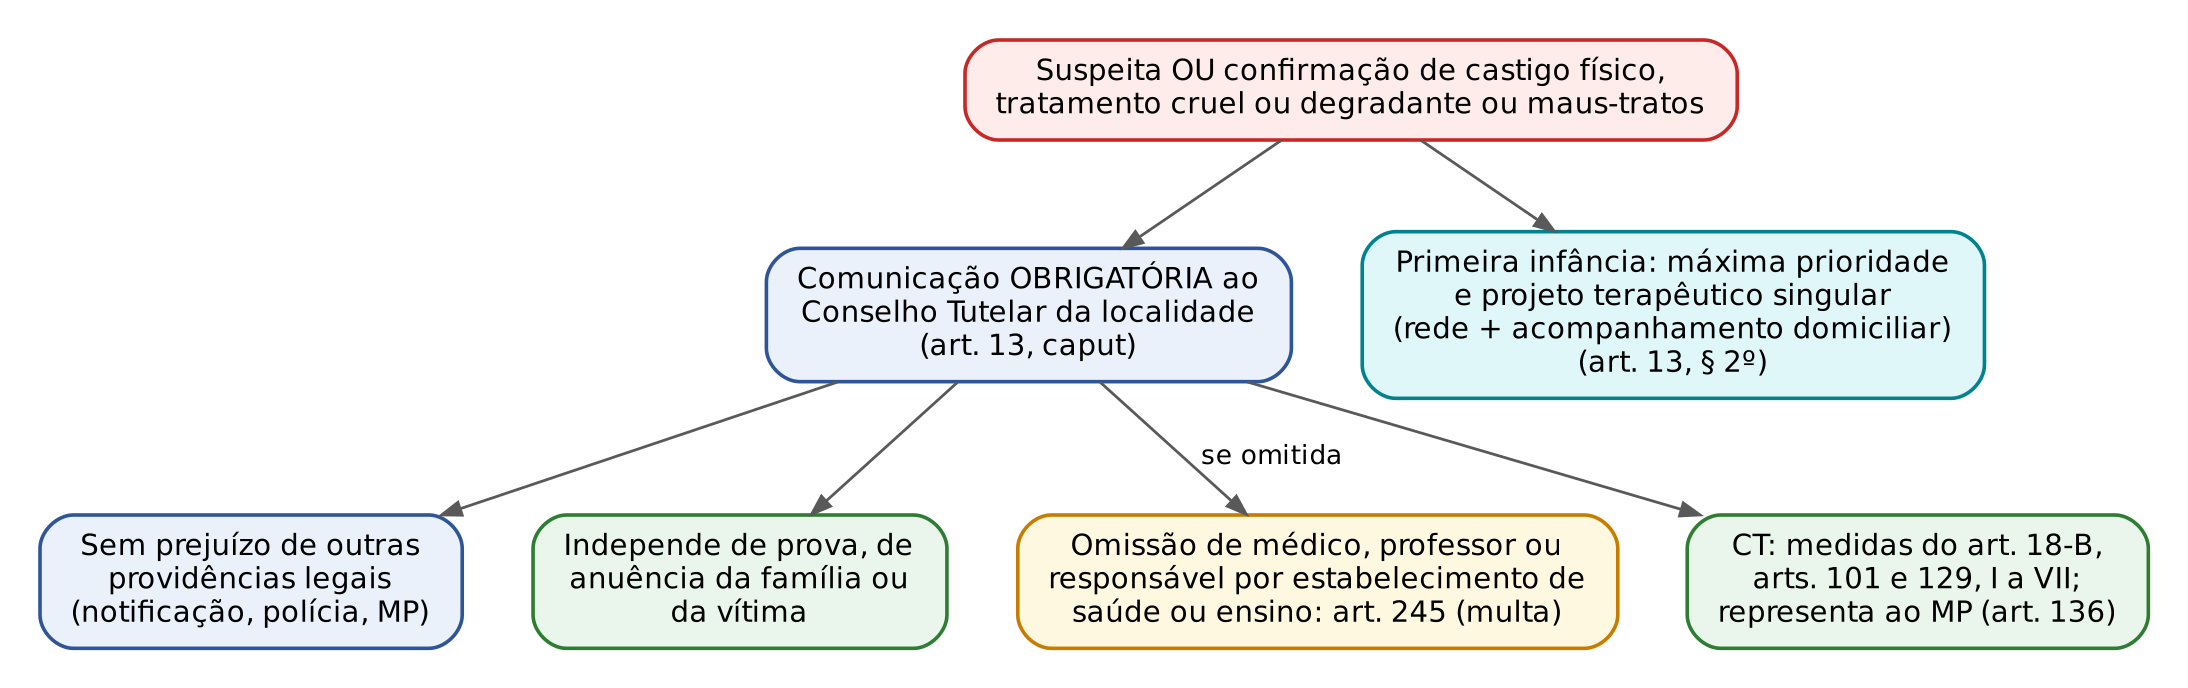 Suspeita OU confirmação de castigo físico,
tratamento cruel ou degradante ou maus-tratos
Comunicação OBRIGATÓRIA ao
Conselho Tutelar da localidade
(art. 13, caput)
Primeira infância: máxima prioridade
e projeto terapêutico singular
(rede + acompanhamento domiciliar)
(art. 13, § 2º)
se omitida
Sem prejuízo de outras
providências legais
(notificação, polícia, MP)
Independe de prova, de
anuência da família ou
da vítima
Omissão de médico, professor ou
responsável por estabelecimento de
saúde ou ensino: art. 245 (multa)
CT: medidas do art. 18-B,
arts. 101 e 129, I a VII;
representa ao MP (art. 136)